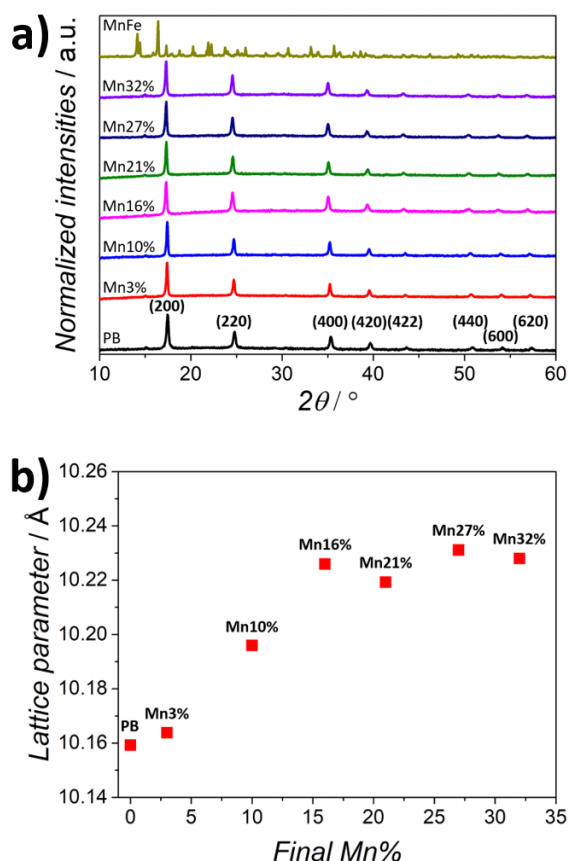 a)
MnFe
Mn32%
Mn27%
Mn21%
Mn16%
Mn10%
Mn3%
PB
(200)
(220)
(400)
(420)
(422)
(440)
(600)
(620)
Normalized intensities / a.u.
10 20 30 40 50 60
2θ / °
b)
Lattice parameter / Å
10.26
10.24
10.22
10.20
10.18
10.16
10.14
PB
Mn3%
Mn10%
Mn16%
Mn21%
Mn27%
Mn32%
0 5 10 15 20 25 30 35
Final Mn%